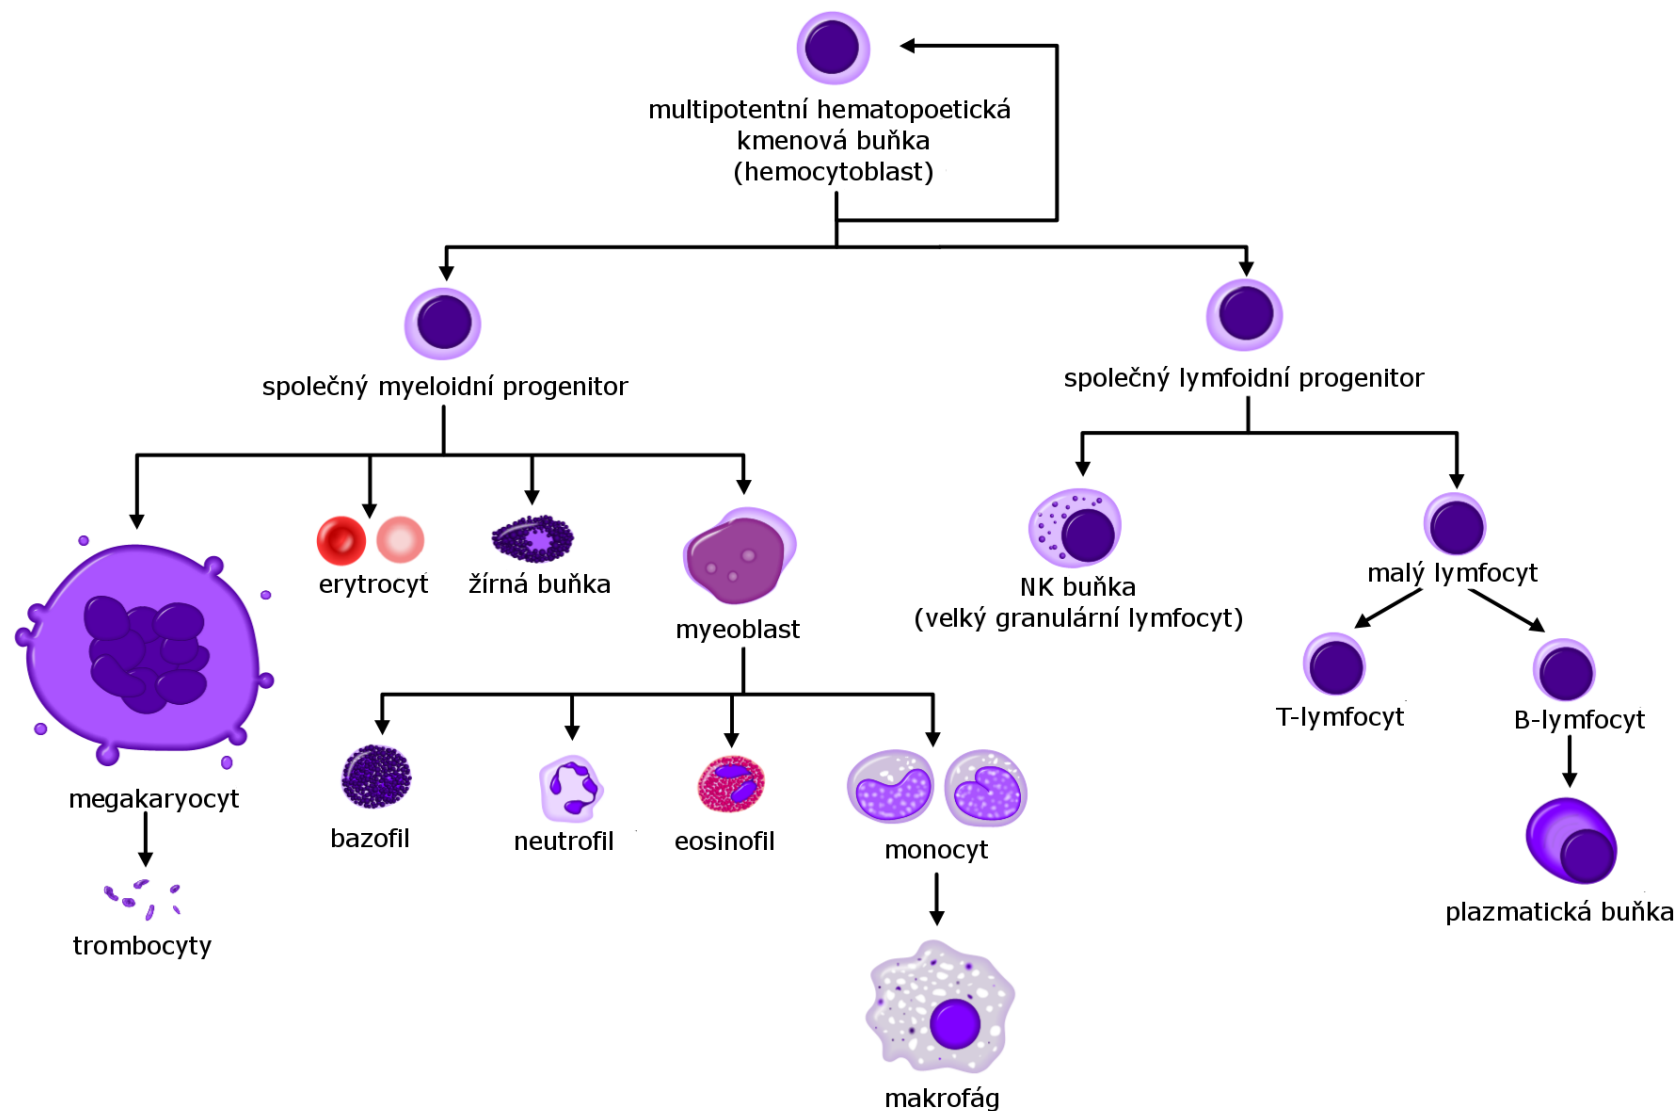 multipotentní hematopoetická
kmenová buňka
(hemocytoblast)
společný myeloidní progenitor
společný lymfoidní progenitor
erytrocyt
žírná buňka
myeoblast
NK buňka
(velký granulární lymfocyt)
malý lymfocyt
T-lymfocyt
B-lymfocyt
megakaryocyt
bazofil
neutrofil
eosinofil
monocyt
plazmatická buňka
trombocyty
makrofág